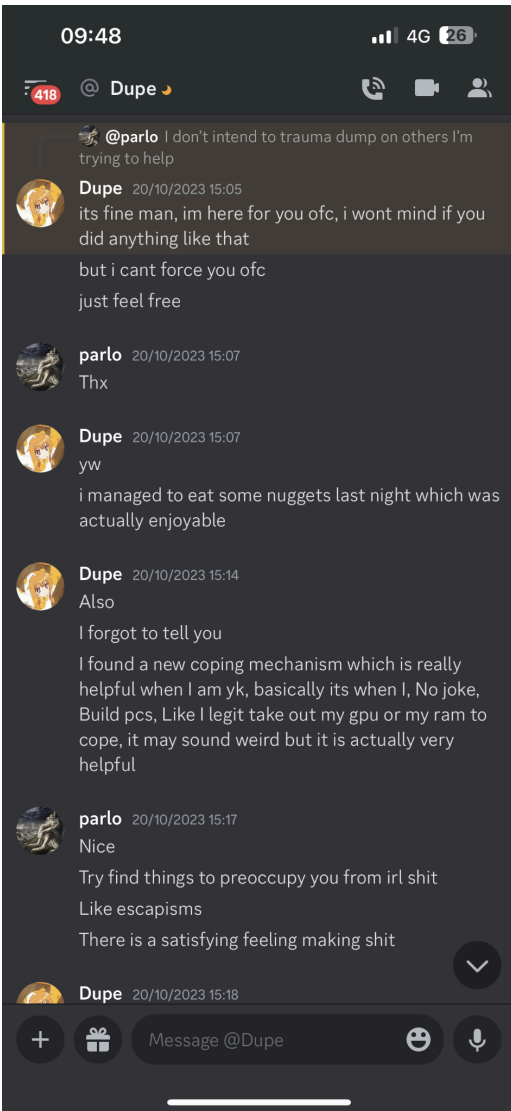 09:48
4G 26
418
@ Dupe
@parlo I don't intend to trauma dump on others I'm
trying to help
Dupe 20/10/2023 15:05
its fine man, im here for you ofc, i wont mind if you
did anything like that
but i cant force you ofc
just feel free
parlo 20/10/2023 15:07
Thx
Dupe 20/10/2023 15:07
yw
i managed to eat some nuggets last night which was
actually enjoyable
Dupe 20/10/2023 15:14
Also
I forgot to tell you
I found a new coping mechanism which is really
helpful when I am yk, basically its when I, No joke,
Build pcs, Like I legit take out my gpu or my ram to
cope, it may sound weird but it is actually very
helpful
parlo 20/10/2023 15:17
Nice
Try find things to preoccupy you from irl shit
Like escapisms
There is a satisfying feeling making shit
Dupe 20/10/2023 15:18
Message @Dupe